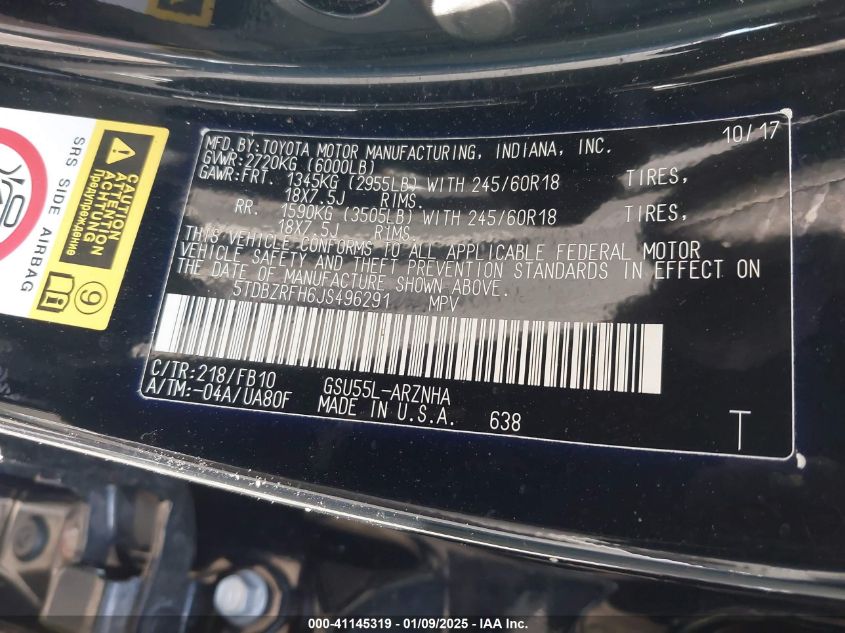 MFD. BY: TOYOTA MOTOR MANUFACTURING, INDIANA, INC. 10/17
GVWR: 2720KG (6000LB)
GAWR: FRT. 1345KG (2955LB) WITH 245/60R18 TIRES,
18X7.5J RIMS.
RR. 1590KG (3505LB) WITH 245/60R18 TIRES,
18X7.5J RIMS.
THIS VEHICLE CONFORMS TO ALL APPLICABLE FEDERAL MOTOR
VEHICLE SAFETY AND THEFT PREVENTION STANDARDS IN EFFECT ON
THE DATE OF MANUFACTURE SHOWN ABOVE.
5TDBZRFH6JS496291 MPV
C/TR: 218/FB10 GSU55L-ARZNHA
A/TM: -04A/UA80F MADE IN U.S.A. 638 T
SRS SIDE AIRBAG
CAUTION
ATTENTION
ACHTUNG
Предупреждение
9
000-41145319 - 01/09/2025 - IAA Inc.